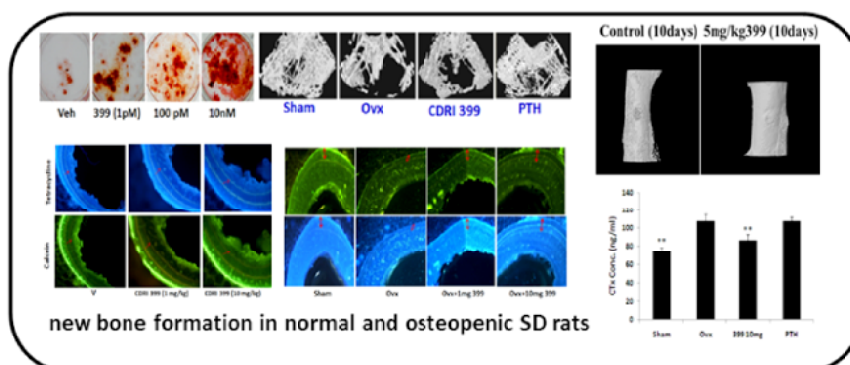 Veh 399 (1pM) 100 pM 10nM
Sham Ovx CDRI 399 PTH
Control (10days) 5mg/kg399 (10days)
Tetracycline
Calcein
V CDRI 399 (1 mg/kg) CDRI 399 (10 mg/kg)
Sham Ovx Ovx+1mg 399 Ovx+10mg 399
new bone formation in normal and osteopenic SD rats
CTx Conc. (ng/ml)
140
120
100
80
60
40
20
0
** **
Sham Ovx 399 10mg PTH